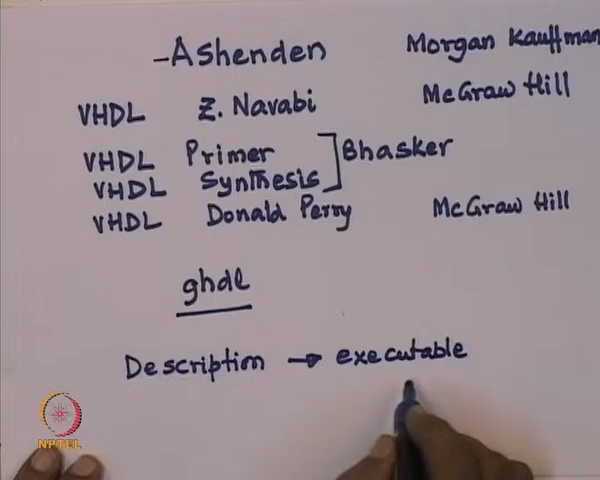 -Ashenden Morgan Kauffman
VHDL Z. Navabi McGraw Hill
VHDL Primer
VHDL Synthesis ] Bhasker
VHDL Donald Perry McGraw Hill
ghdl
Description → executable
NPTEL